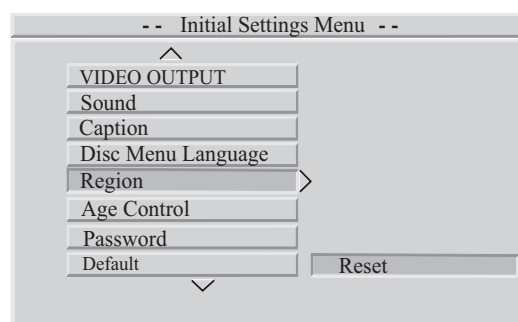 -- Initial Settings Menu --
VIDEO OUTPUT
Sound
Caption
Disc Menu Language
Region
Age Control
Password
Default
Reset